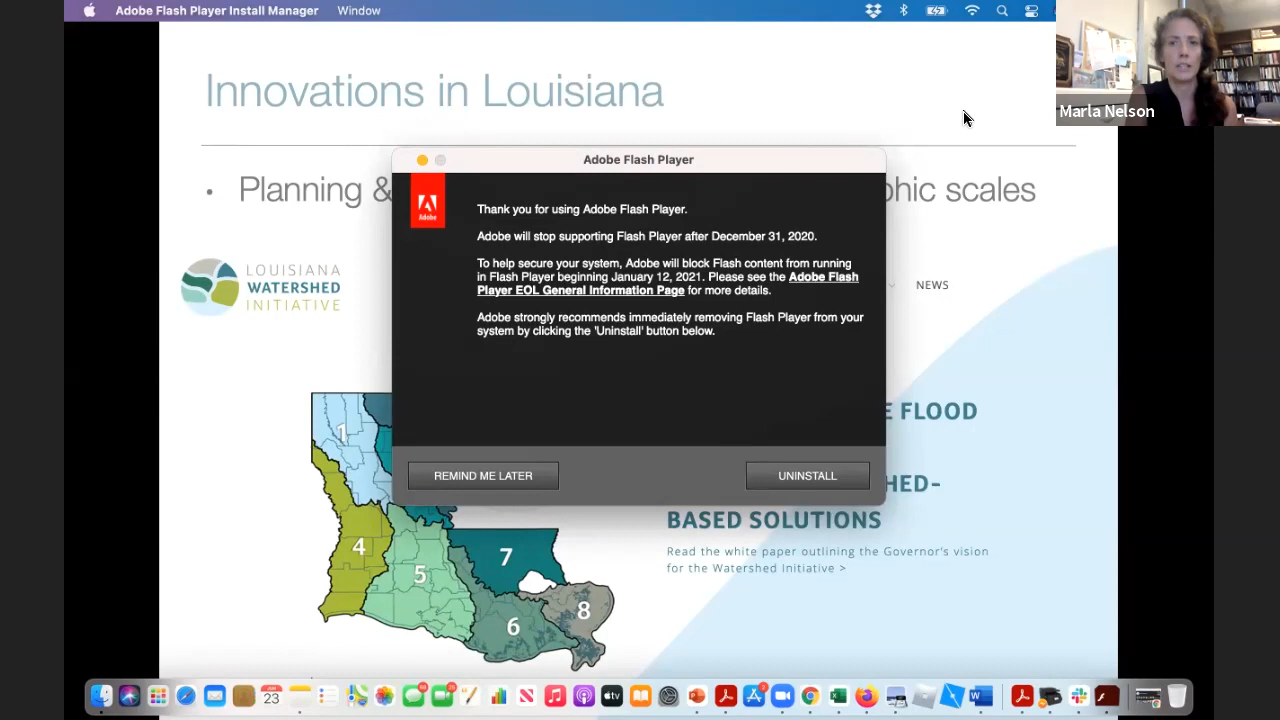 Adobe Flash Player Install Manager Window
Marla Nelson
Innovations in Louisiana
Adobe Flash Player
• Planning &
phic scales
Adobe
Thank you for using Adobe Flash Player.
Adobe will stop supporting Flash Player after December 31, 2020.
To help secure your system, Adobe will block Flash content from running
in Flash Player beginning January 12, 2021. Please see the Adobe Flash
Player EOL General Information Page for more details.
Adobe strongly recommends immediately removing Flash Player from your
system by clicking the 'Uninstall' button below.
LOUISIANA
WATERSHED
INITIATIVE
NEWS
REMIND ME LATER
UNINSTALL
E FLOOD
HED-
BASED SOLUTIONS
Read the white paper outlining the Governor's vision
for the Watershed Initiative >
1
4
5
7
6
8
JAN
23